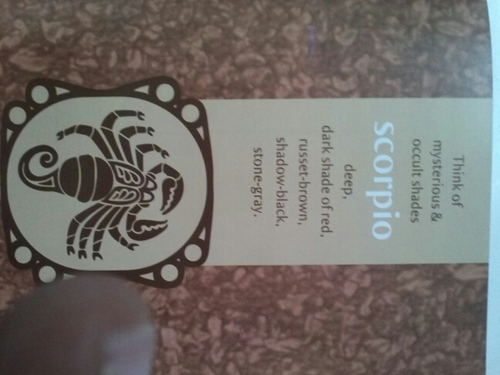 Think of
mysterious &
occult shades
scorpio
deep,
dark shade of red,
russet-brown,
shadow-black,
stone-gray.